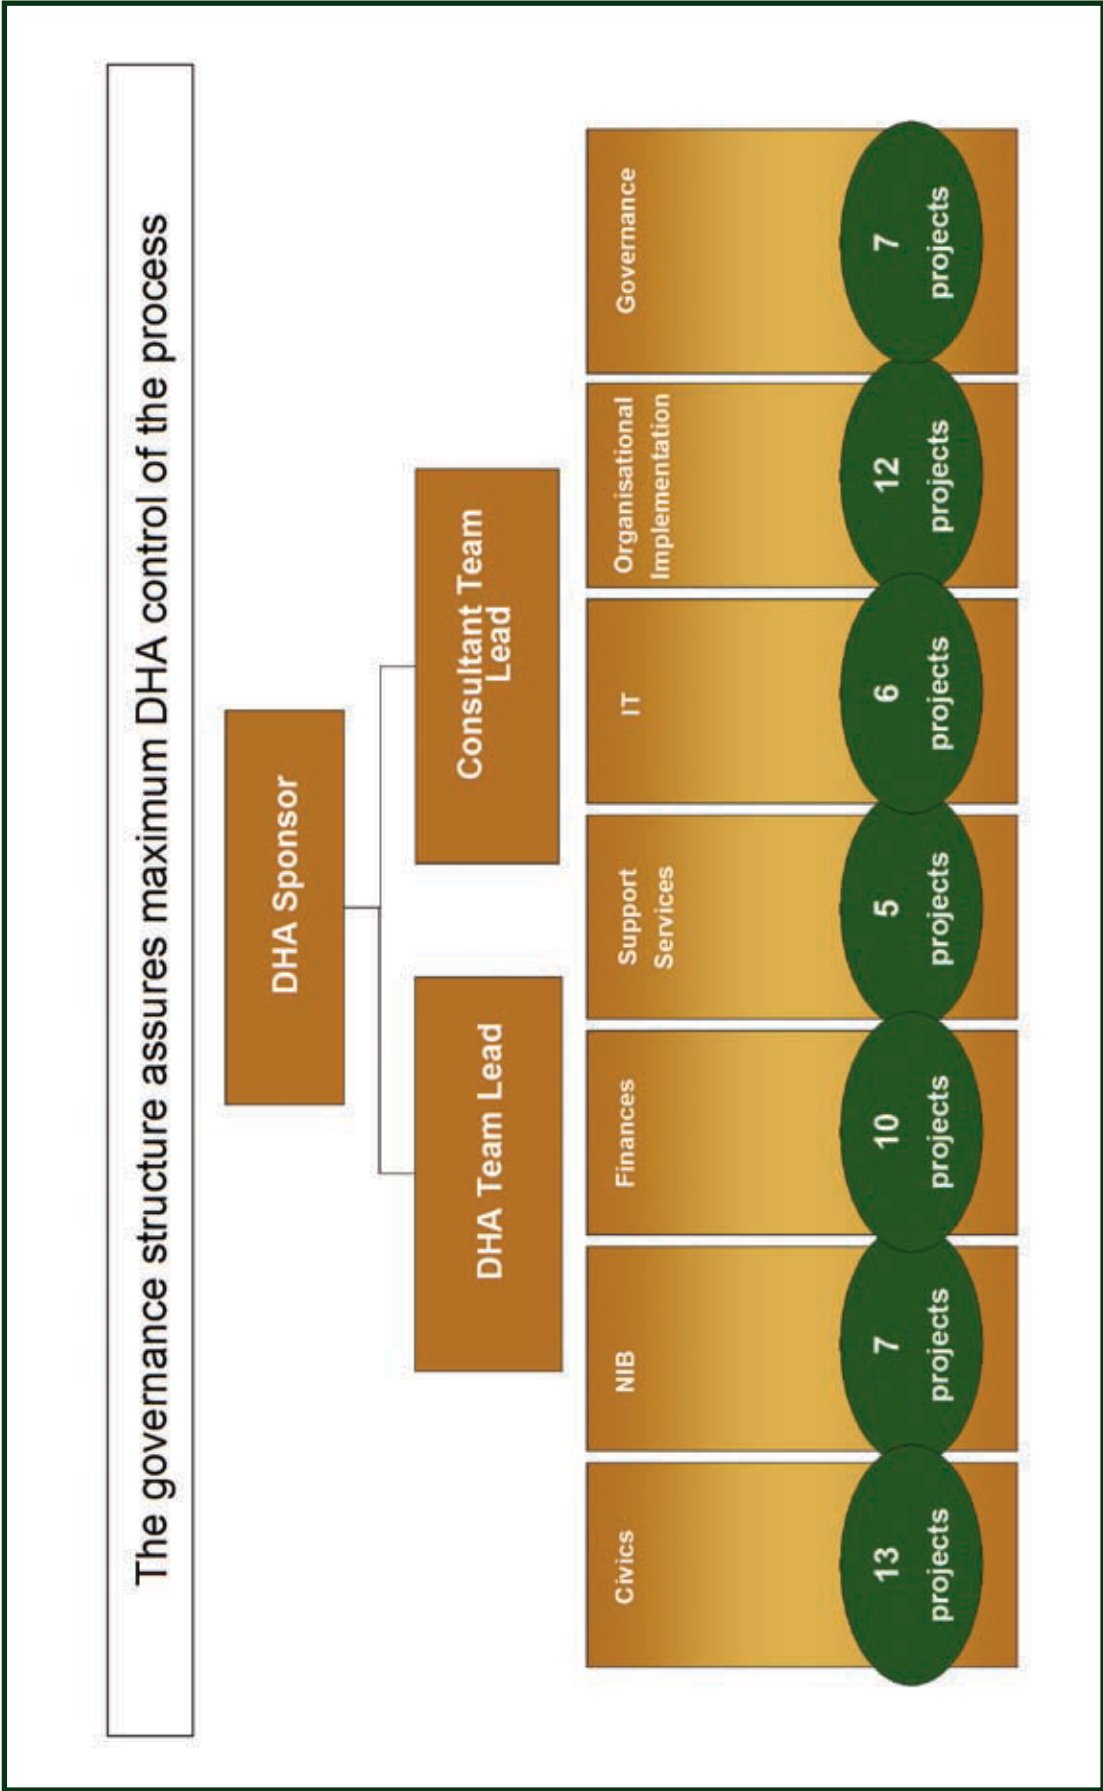 The governance structure assures maximum DHA control of the process
DHA Sponsor
DHA Team Lead
Consultant Team
Lead
Civics
NIB
Finances
Support
Services
IT
Organisational
Implementation
Governance
13
projects
7
projects
10
projects
5
projects
6
projects
12
projects
7
projects